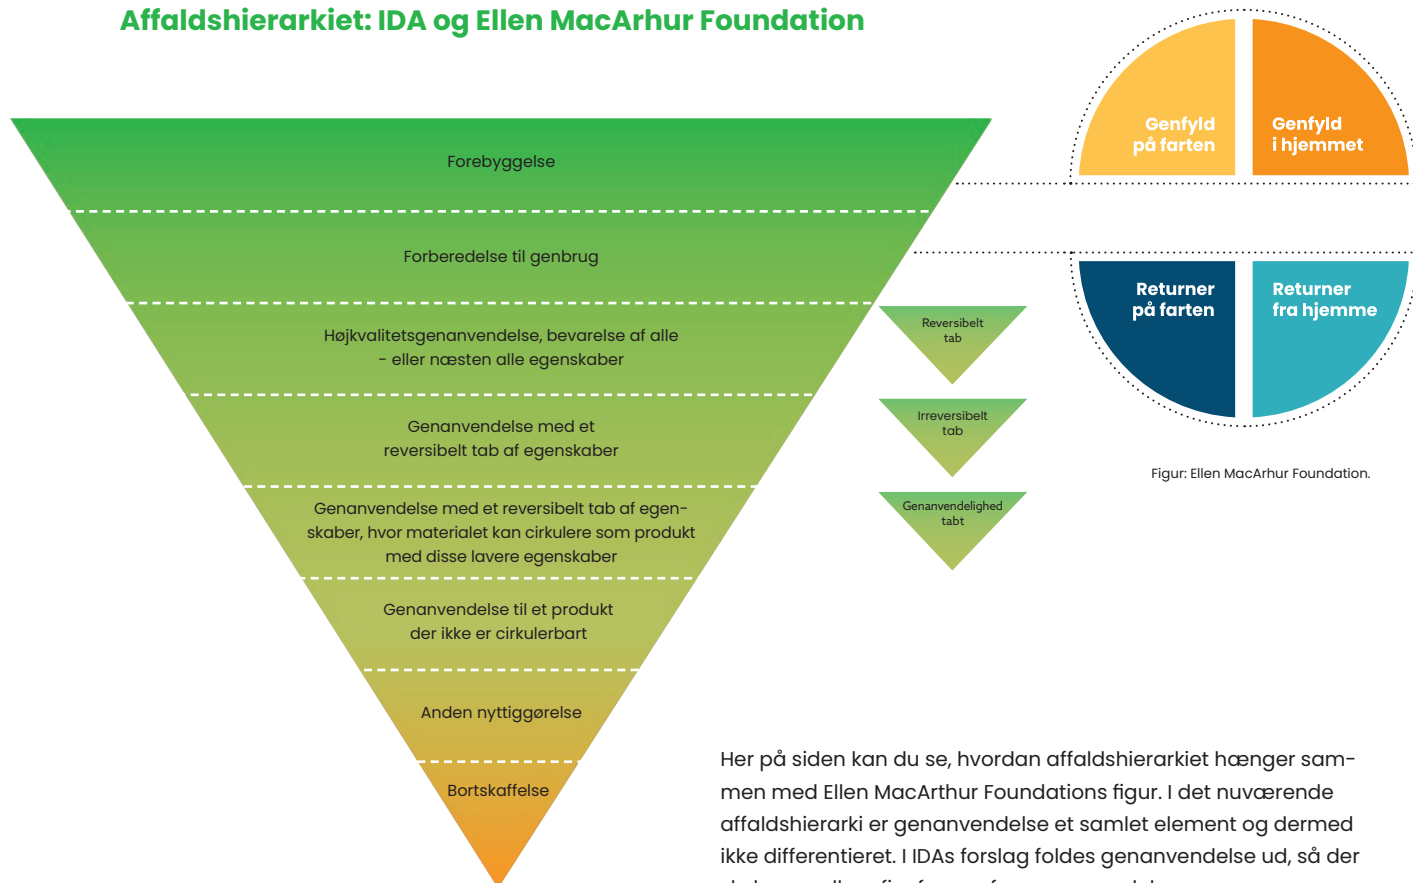 Affaldshierarkiet: IDA og Ellen MacArhur Foundation
Forebyggelse
Forberedelse til genbrug
Højkvalitetsgenanvendelse, bevarelse af alle
- eller næsten alle egenskaber
Genanvendelse med et
reversibelt tab af egenskaber
Genanvendelse med et reversibelt tab af egen-
skaber, hvor materialet kan cirkulere som produkt
med disse lavere egenskaber
Genanvendelse til et produkt
der ikke er cirkulerbart
Anden nyttiggørelse
Bortskaffelse
Reversibelt
tab
Irreversibelt
tab
Genanvendelighed
tabt
Genfyld
på farten
Genfyld
i hjemmet
Returner
på farten
Returner
fra hjemme
Figur: Ellen MacArhur Foundation.
Her på siden kan du se, hvordan affaldshierarkiet hænger sam-
men med Ellen MacArthur Foundations figur. I det nuværende
affaldshierarki er genanvendelse et samlet element og dermed
ikke differentieret. I IDAs forslag foldes genanvendelse ud, så der